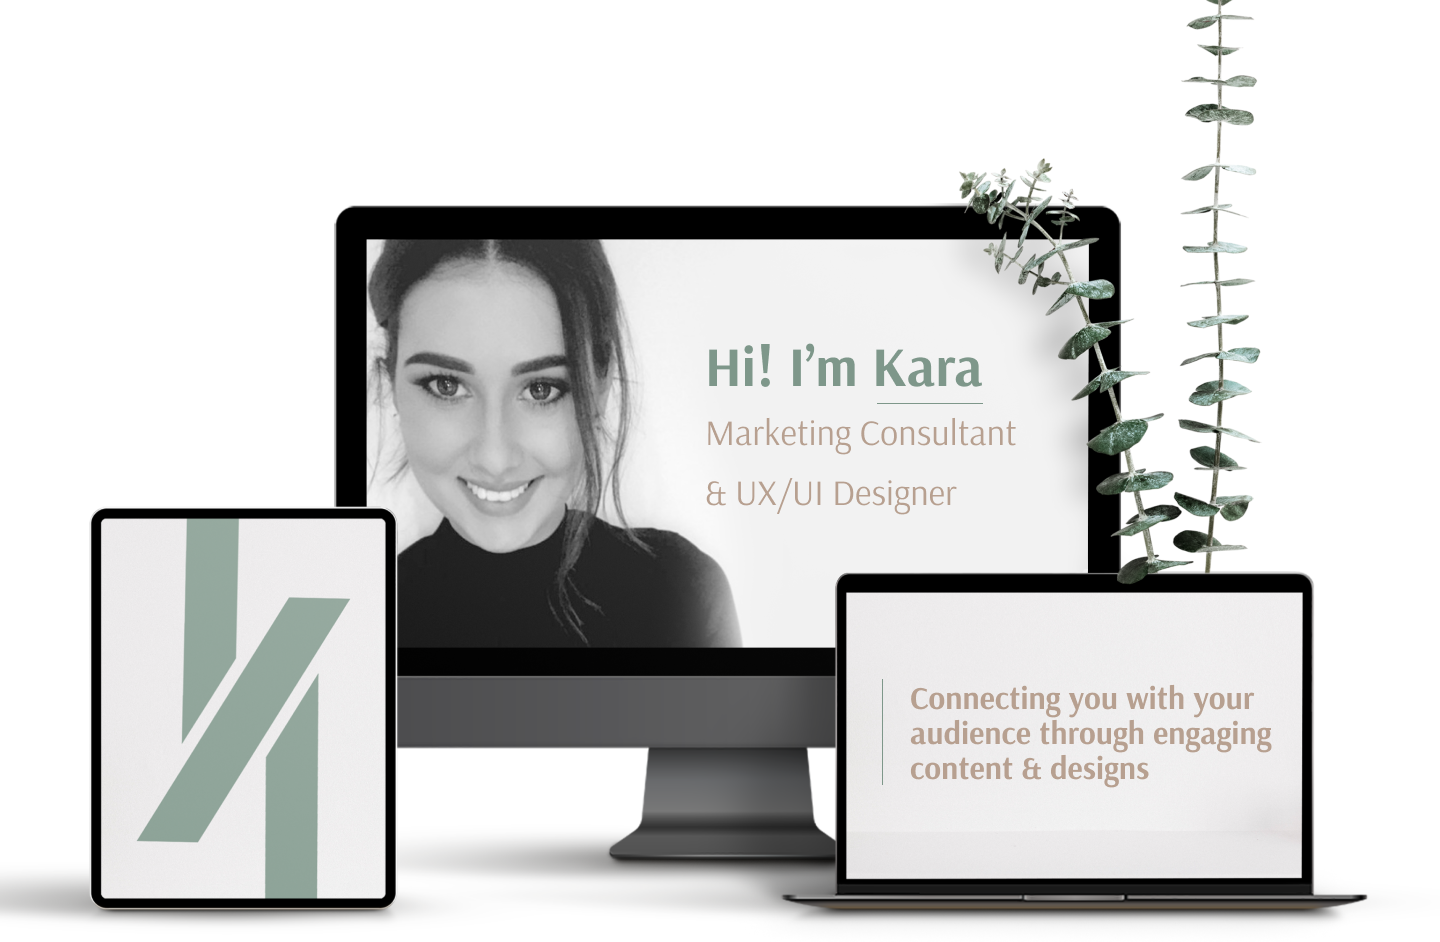 Hi! I’m Kara
Marketing Consultant
& UX/UI Designer
Connecting you with your
audience through engaging
content & designs